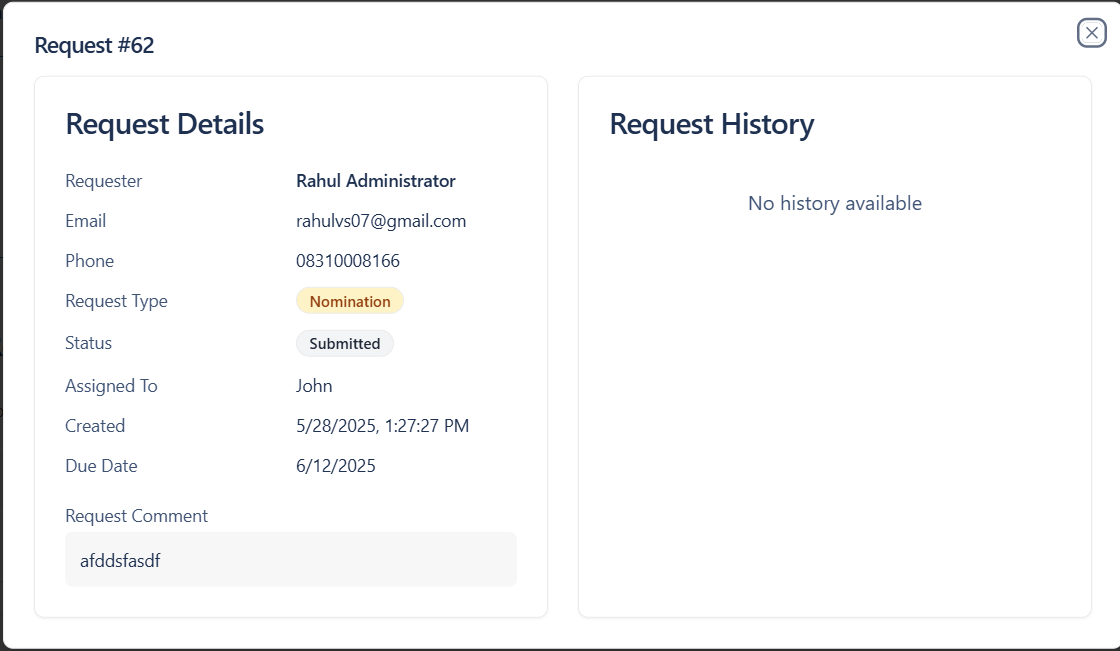 Request #62
Request Details
Requester Rahul Administrator
Email rahulvs07@gmail.com
Phone 08310008166
Request Type Nomination
Status Submitted
Assigned To John
Created 5/28/2025, 1:27:27 PM
Due Date 6/12/2025
Request Comment
afddsfasdf
Request History
No history available